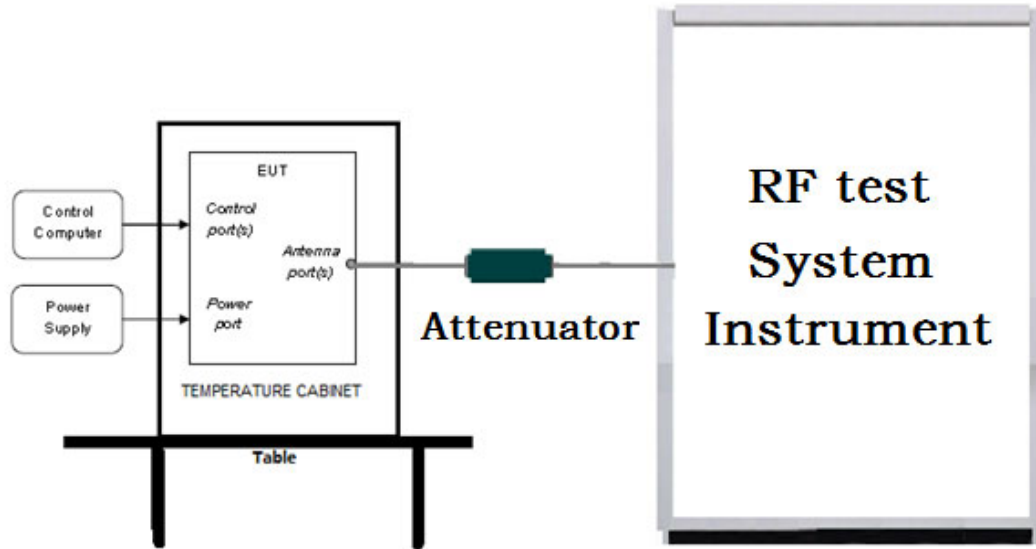 Control
Computer
Power
Supply
EUT
Control
port(s)
Antenna
port(s)
Power
port
TEMPERATURE CABINET
Table
Attenuator
RF test
System
Instrument